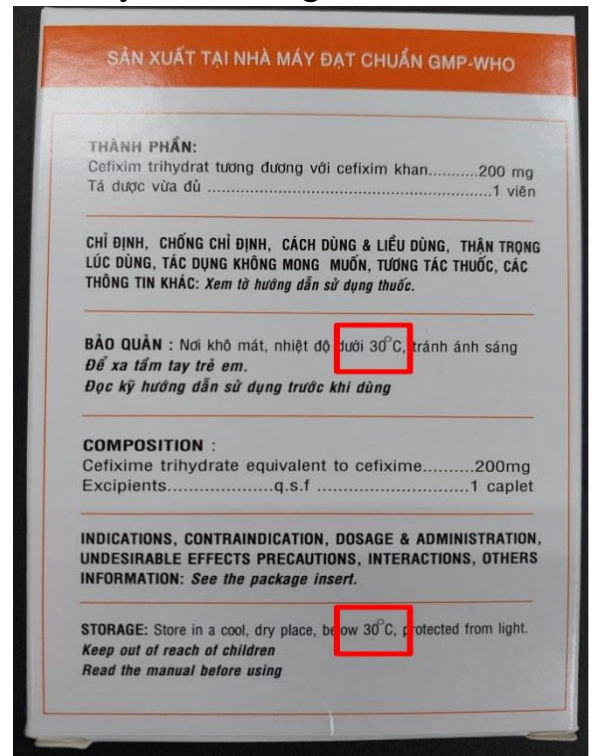 SẢN XUẤT TẠI NHÀ MÁY ĐẠT CHUẨN GMP-WHO
THÀNH PHẦN:
Cefixim trihydrat tương đương với cefixim khan...........200 mg
Tá dược vừa đủ ......................................................1 viên
CHỈ ĐỊNH, CHỐNG CHỈ ĐỊNH, CÁCH DÙNG & LIỀU DÙNG, THẬN TRỌNG
LÚC DÙNG, TÁC DỤNG KHÔNG MONG MUỐN, TƯƠNG TÁC THUỐC, CÁC
THÔNG TIN KHÁC: Xem tờ hướng dẫn sử dụng thuốc.
BẢO QUẢN : Nơi khô mát, nhiệt độ dưới 30°C, tránh ánh sáng
Để xa tầm tay trẻ em.
Đọc kỹ hướng dẫn sử dụng trước khi dùng
COMPOSITION :
Cefixime trihydrate equivalent to cefixime..........200mg
Excipients...................q.s.f ............................1 caplet
INDICATIONS, CONTRAINDICATION, DOSAGE & ADMINISTRATION,
UNDESIRABLE EFFECTS PRECAUTIONS, INTERACTIONS, OTHERS
INFORMATION: See the package insert.
STORAGE: Store in a cool, dry place, below 30°C, protected from light.
Keep out of reach of children
Read the manual before using